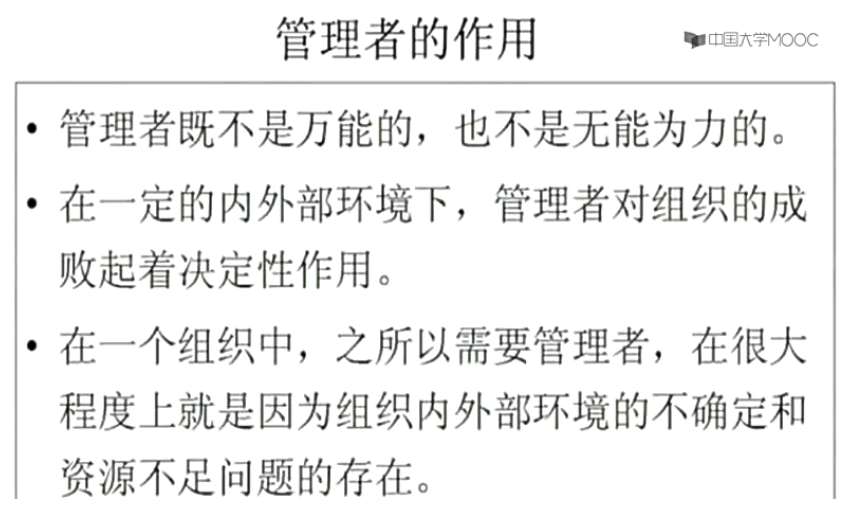 管理者的作用
中国大学MOOC
• 管理者既不是万能的，也不是无能为力的。
• 在一定的内外部环境下，管理者对组织的成
败起着决定性作用。
• 在一个组织中，之所以需要管理者，在很大
程度上就是因为组织内外部环境的不确定和
资源不足问题的存在。